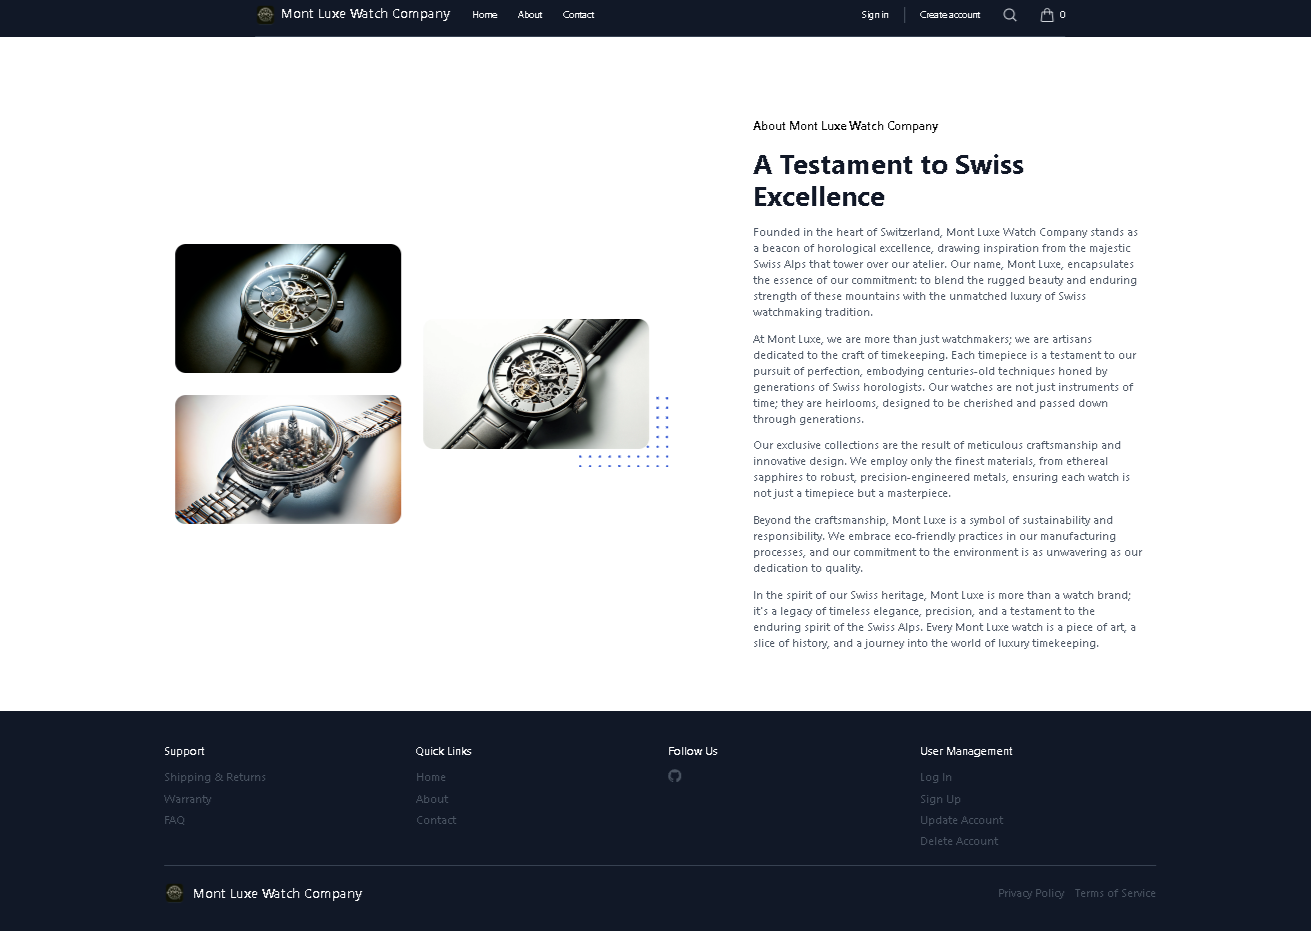 Mont Luxe Watch Company
Home
About
Contact
Sign in
Create account
0
About Mont Luxe Watch Company
A Testament to Swiss
Excellence
Founded in the heart of Switzerland, Mont Luxe Watch Company stands as
a beacon of horological excellence, drawing inspiration from the majestic
Swiss Alps that tower over our atelier. Our name, Mont Luxe, encapsulates
the essence of our commitment: to blend the rugged beauty and enduring
strength of these mountains with the unmatched luxury of Swiss
watchmaking tradition.
At Mont Luxe, we are more than just watchmakers; we are artisans
dedicated to the craft of timekeeping. Each timepiece is a testament to our
pursuit of perfection, embodying centuries-old techniques honed by
generations of Swiss horologists. Our watches are not just instruments of
time; they are heirlooms, designed to be cherished and passed down
through generations.
Our exclusive collections are the result of meticulous craftsmanship and
innovative design. We employ only the finest materials, from ethereal
sapphires to robust, precision-engineered metals, ensuring each watch is
not just a timepiece but a masterpiece.
Beyond the craftsmanship, Mont Luxe is a symbol of sustainability and
responsibility. We embrace eco-friendly practices in our manufacturing
processes, and our commitment to the environment is as unwavering as our
dedication to quality.
In the spirit of our Swiss heritage, Mont Luxe is more than a watch brand;
it's a legacy of timeless elegance, precision, and a testament to the
enduring spirit of the Swiss Alps. Every Mont Luxe watch is a piece of art, a
slice of history, and a journey into the world of luxury timekeeping.
Support
Shipping & Returns
Warranty
FAQ
Quick Links
Home
About
Contact
Follow Us
User Management
Log In
Sign Up
Update Account
Delete Account
Mont Luxe Watch Company
Privacy Policy
Terms of Service